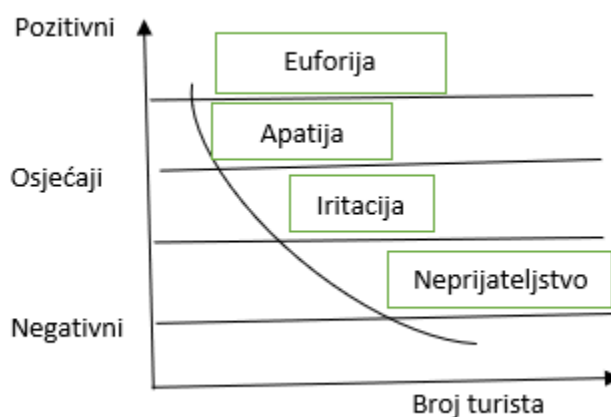 Pozitivni
Euforija
Apatija
Osjećaji
Iritacija
Neprijateljstvo
Negativni
Broj turista